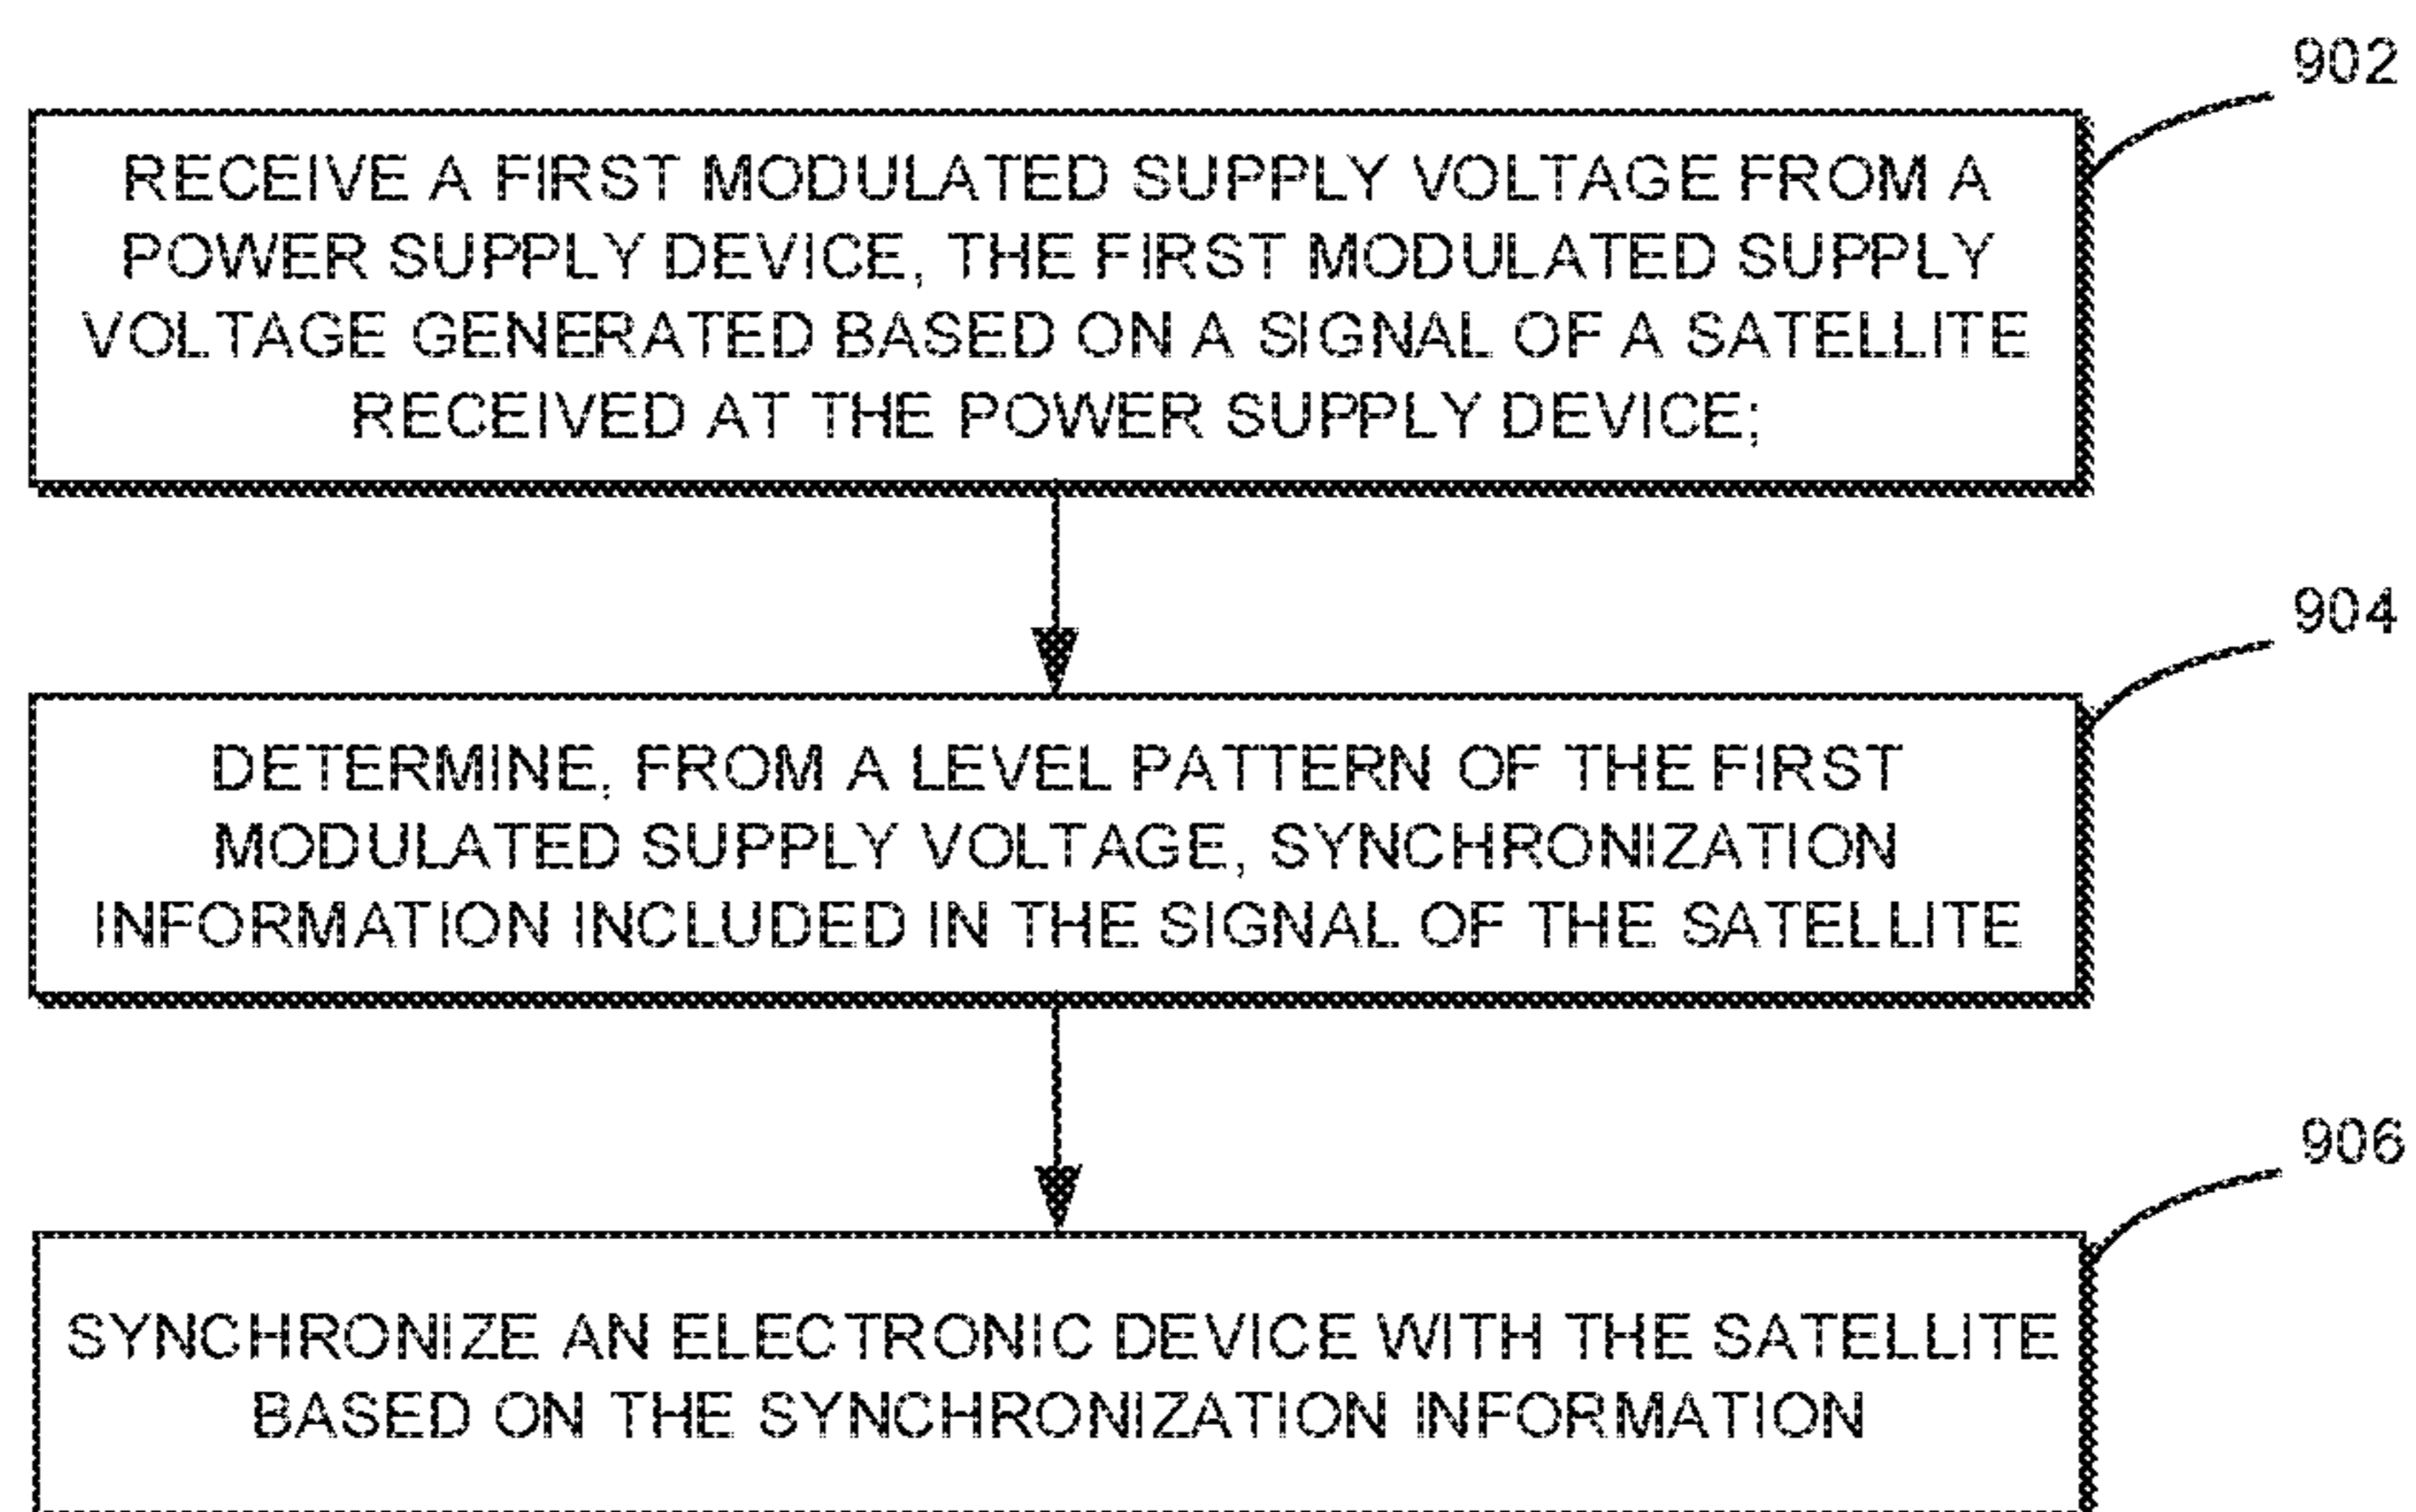 902
RECEIVE A FIRST MODULATED SUPPLY VOLTAGE FROM A
POWER SUPPLY DEVICE, THE FIRST MODULATED SUPPLY
VOLTAGE GENERATED BASED ON A SIGNAL OF A SATELLITE
RECEIVED AT THE POWER SUPPLY DEVICE;
904
DETERMINE, FROM A LEVEL PATTERN OF THE FIRST
MODULATED SUPPLY VOLTAGE, SYNCHRONIZATION
INFORMATION INCLUDED IN THE SIGNAL OF THE SATELLITE
906
SYNCHRONIZE AN ELECTRONIC DEVICE WITH THE SATELLITE
BASED ON THE SYNCHRONIZATION INFORMATION